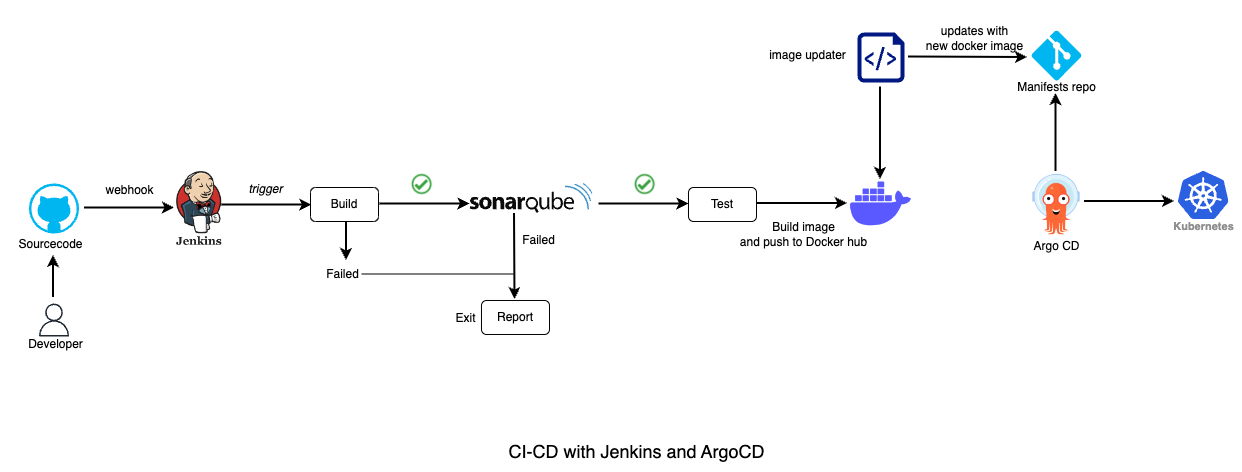 updates with
new docker image
image updater
</>
Manifests repo
webhook
trigger
Build
sonarqube
Test
Sourcecode
Jenkins
Failed
Build image
and push to Docker hub
Argo CD
Kubernetes
Failed
Exit
Report
Developer
CI-CD with Jenkins and ArgoCD